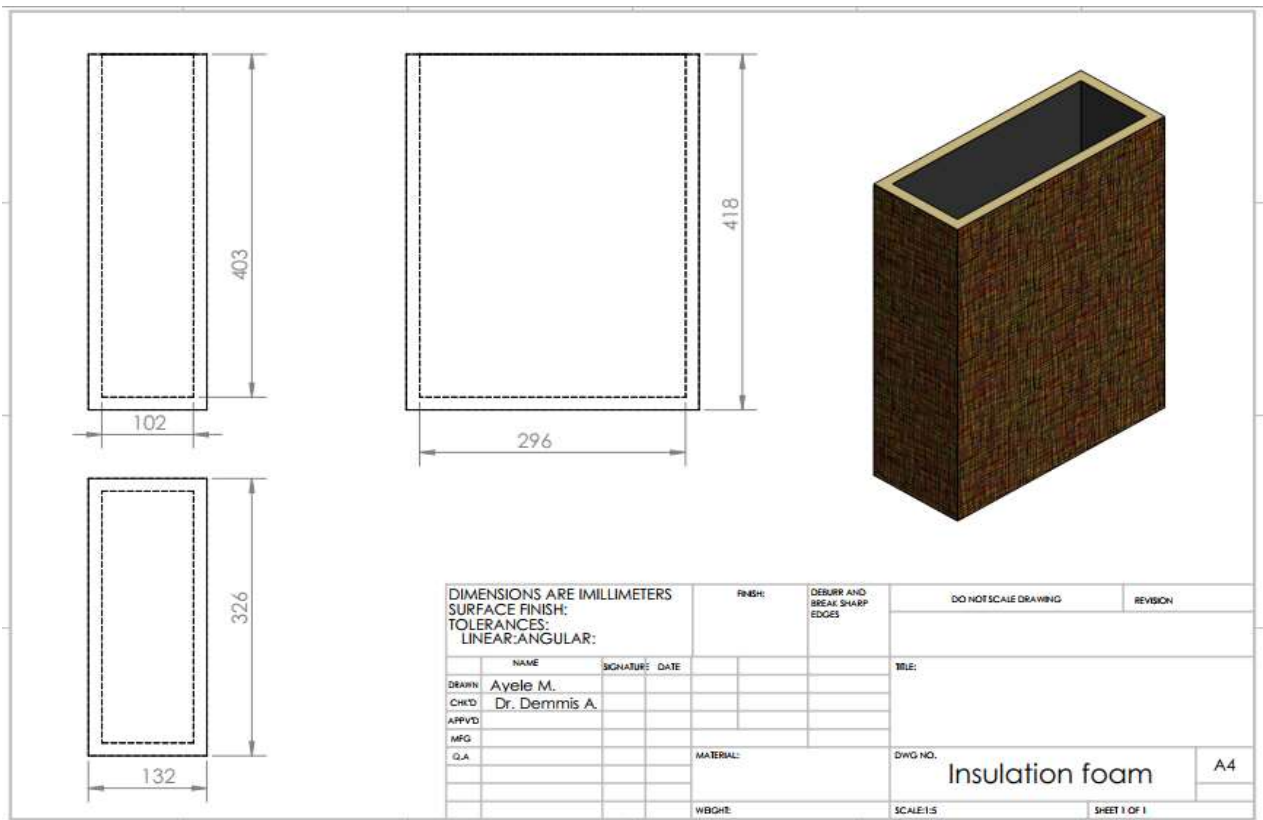 403
102
418
296
326
132
DIMENSIONS ARE IMILLIMETERS
SURFACE FINISH:
TOLERANCES:
LINEAR:ANGULAR:
FINISH:
DEBURR AND
BREAK SHARP
EDGES
DO NOT SCALE DRAWING
REVISION
NAME
SIGNATURE
DATE
TITLE:
DRAWN
Ayele M.
CHK'D
Dr. Demmis A.
APPV'D
MFG
Q.A
MATERIAL:
DWG NO.
Insulation foam
A4
WEIGHT:
SCALE:1:5
SHEET 1 OF 1